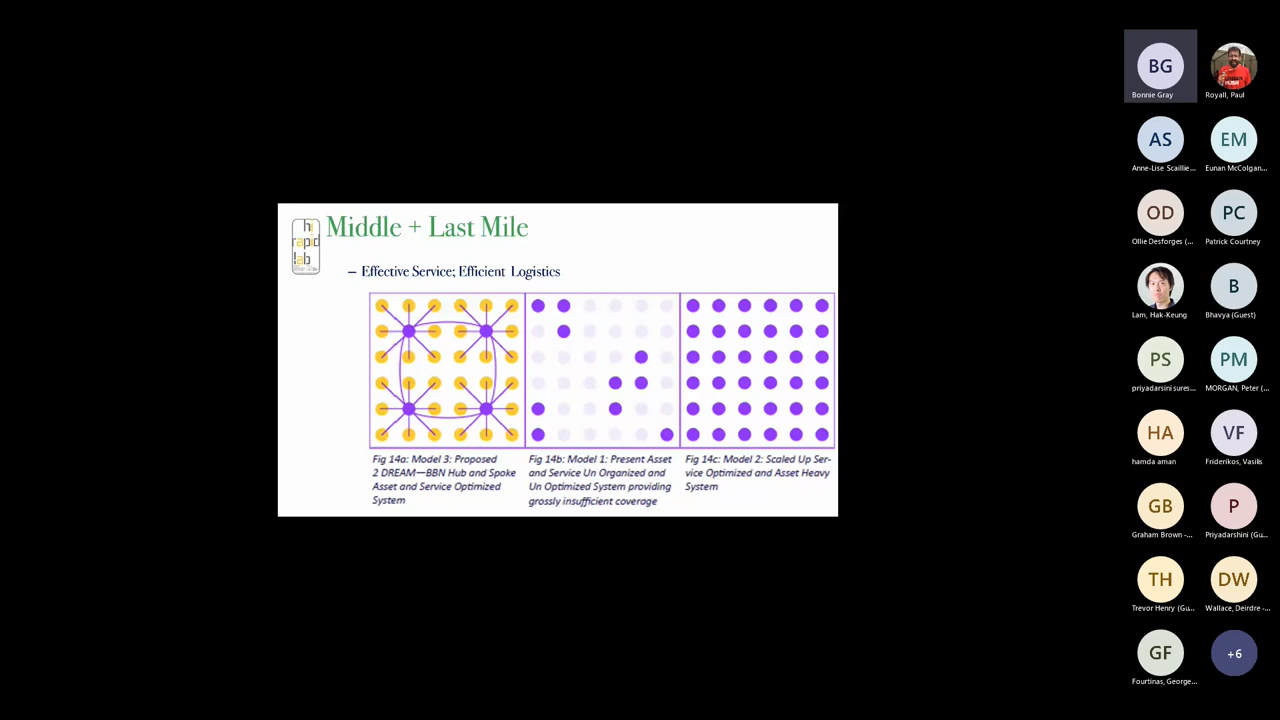 hi
rapid
lab
Middle + Last Mile
– Effective Service; Efficient Logistics
Fig 14a: Model 3: Proposed
2 DREAM—BBN Hub and Spoke
Asset and Service Optimized
System
Fig 14b: Model 1: Present Asset
and Service Un Organized and
Un Optimized System providing
grossly insufficient coverage
Fig 14c: Model 2: Scaled Up Ser-
vice Optimized and Asset Heavy
System
BG
Bonnie Gray
Royall, Paul
AS
Anne-Lise Scaillie...
EM
Eunan McColgan...
OD
Ollie Desforges (...
PC
Patrick Courtney
Lam, Hak-Keung
B
Bhavya (Guest)
PS
priyadarsini sures...
PM
MORGAN, Peter (...
HA
hamda aman
VF
Friderikos, Vasilis
GB
Graham Brown -...
P
Priyadarshini (Gu...
TH
Trevor Henry (Gu...
DW
Wallace, Deirdre -...
GF
Fourtinas, George...
+6